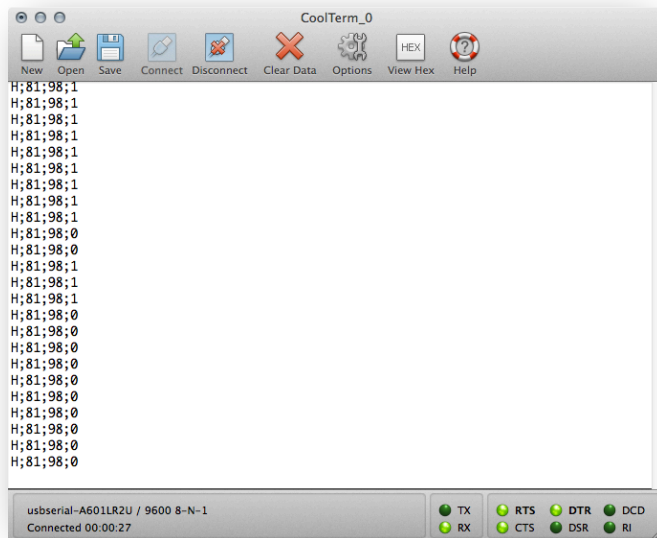 CoolTerm_0
New Open Save Connect Disconnect Clear Data Options HEX View Hex Help
H;81;98;1
H;81;98;1
H;81;98;1
H;81;98;1
H;81;98;1
H;81;98;1
H;81;98;1
H;81;98;1
H;81;98;1
H;81;98;0
H;81;98;0
H;81;98;1
H;81;98;1
H;81;98;1
H;81;98;0
H;81;98;0
H;81;98;0
H;81;98;0
H;81;98;0
H;81;98;0
H;81;98;0
H;81;98;0
H;81;98;0
H;81;98;0
usbserial-A601LR2U / 9600 8-N-1
Connected 00:00:27
TX RTS DTR DCD
RX CTS DSR RI